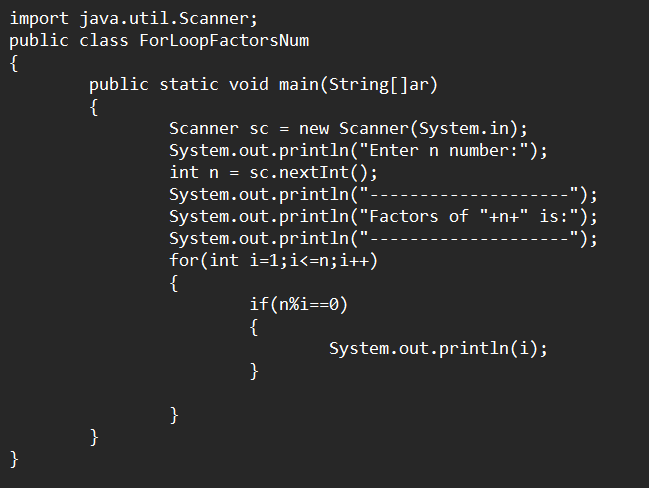 import java.util.Scanner;
public class ForLoopFactorsNum
{
        public static void main(String[]ar)
        {
                Scanner sc = new Scanner(System.in);
                System.out.println("Enter n number:");
                int n = sc.nextInt();
                System.out.println("--------------------");
                System.out.println("Factors of "+n+" is:");
                System.out.println("--------------------");
                for(int i=1;i<=n;i++)
                {
                        if(n%i==0)
                        {
                                System.out.println(i);
                        }

                }
        }
}